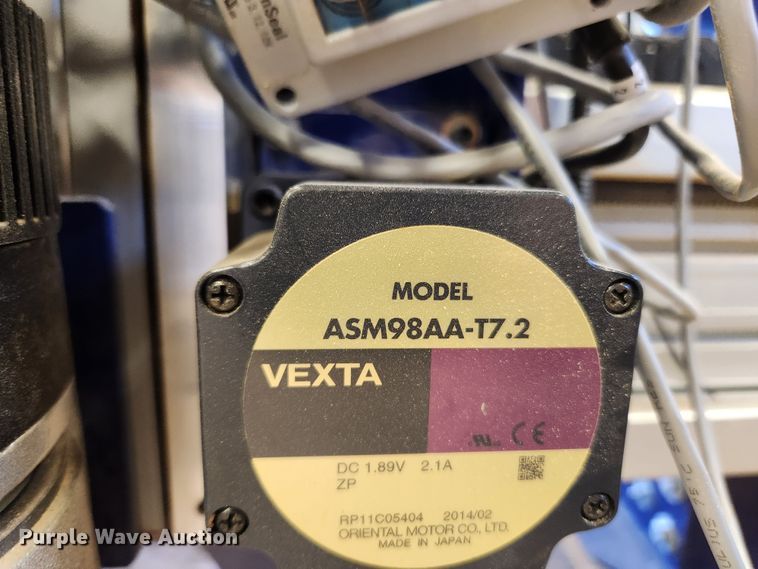 MODEL
ASM98AA-T7.2
VEXTA
CE
DC 1.89V 2.1A
ZP
RP11C05404 2014/02
ORIENTAL MOTOR CO., LTD.
MADE IN JAPAN
Purple Wave Auction